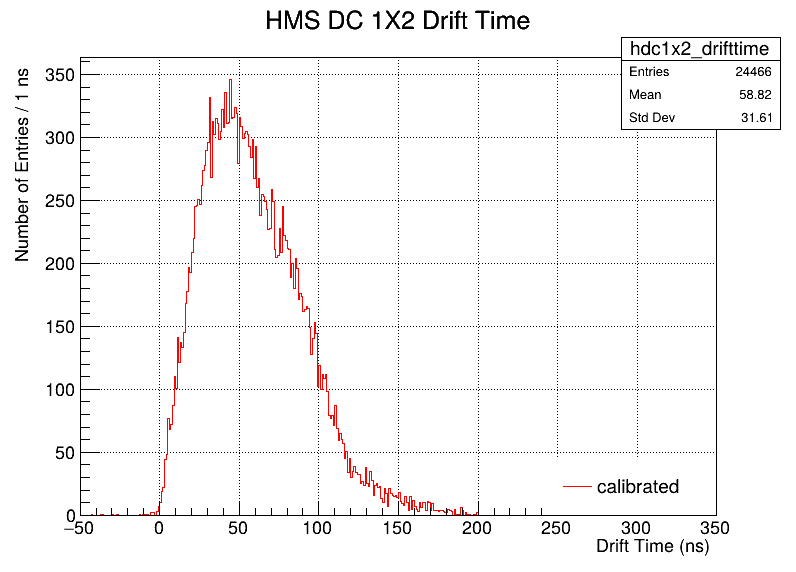 HMS DC 1X2 Drift Time
hdc1x2_drifttime
Entries 24466
Mean 58.82
Std Dev 31.61
Number of Entries / 1 ns
350
300
250
200
150
100
50
0
−50 0 50 100 150 200 250 300 350
Drift Time (ns)
calibrated